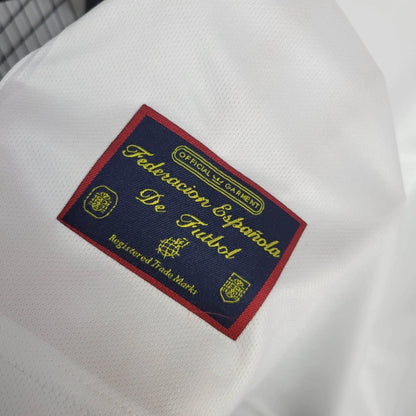 OFFICIAL GARMENT
Federacion Española
De Futbol
Registered Trade Marks